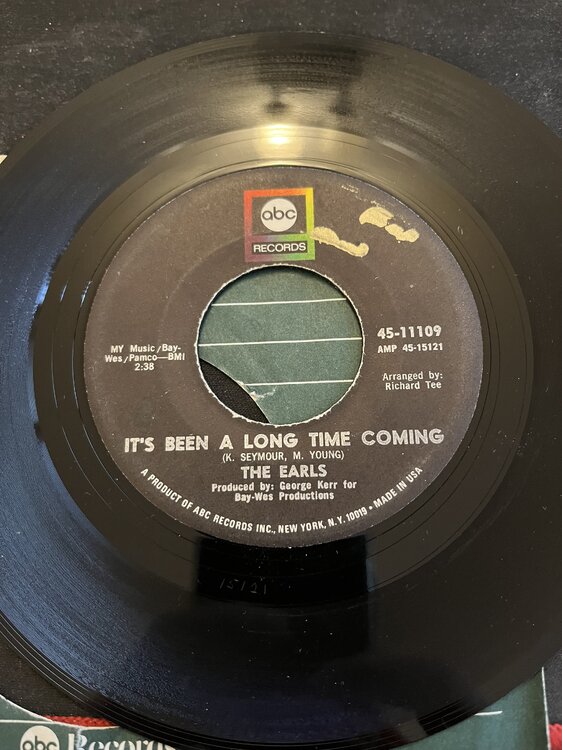 abc
RECORDS
45-11109
AMP 45-15121
MY Music/Bay-
Wes/Pamco—BMI
2:38
Arranged by:
Richard Tee
IT'S BEEN A LONG TIME COMING
(K. SEYMOUR, M. YOUNG)
THE EARLS
Produced by: George Kerr for
Bay-Wes Productions
A PRODUCT OF ABC RECORDS INC., NEW YORK, N.Y. 10019 • MADE IN USA
15121
abc Records